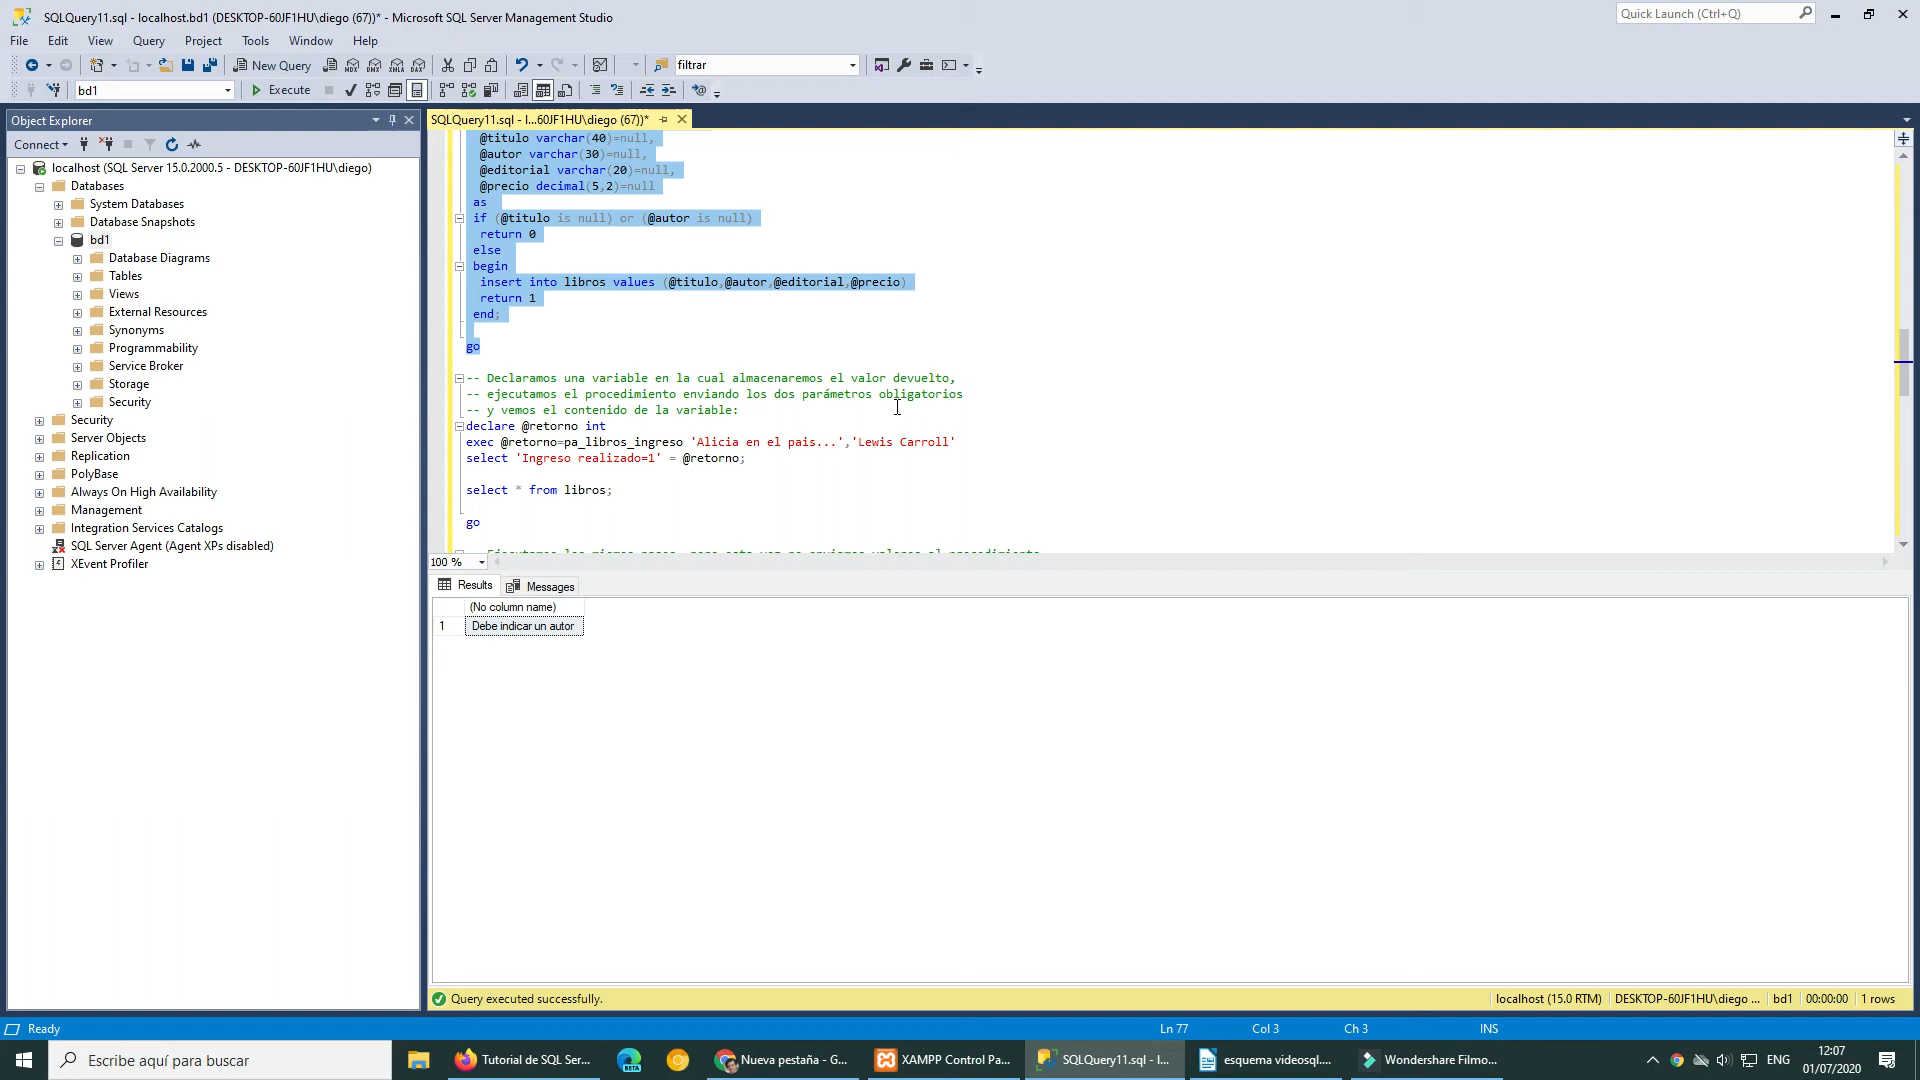 SQLQuery11.sql - localhost.bd1 (DESKTOP-60JF1HU\diego (67))* - Microsoft SQL Server Management Studio
Quick Launch (Ctrl+Q)
File Edit View Query Project Tools Window Help
New Query
filtrar
bd1
Execute
Object Explorer
SQLQuery11.sql - l...60JF1HU\diego (67))*
Connect
localhost (SQL Server 15.0.2000.5 - DESKTOP-60JF1HU\diego)
Databases
System Databases
Database Snapshots
bd1
Database Diagrams
Tables
Views
External Resources
Synonyms
Programmability
Service Broker
Storage
Security
Security
Server Objects
Replication
PolyBase
Always On High Availability
Management
Integration Services Catalogs
SQL Server Agent (Agent XPs disabled)
XEvent Profiler
@titulo varchar(40)=null,
@autor varchar(30)=null,
@editorial varchar(20)=null,
@precio decimal(5,2)=null
as
if (@titulo is null) or (@autor is null)
return 0
else
begin
insert into libros values (@titulo,@autor,@editorial,@precio)
return 1
end;
go
-- Declaramos una variable en la cual almacenaremos el valor devuelto,
-- ejecutamos el procedimiento enviando los dos parámetros obligatorios
-- y vemos el contenido de la variable:
declare @retorno int
exec @retorno=pa_libros_ingreso 'Alicia en el pais...','Lewis Carroll'
select 'Ingreso realizado=1' = @retorno;
select * from libros;
go
100 %
Results Messages
(No column name)
1 Debe indicar un autor
Query executed successfully.
localhost (15.0 RTM) DESKTOP-60JF1HU\diego ... bd1 00:00:00 1 rows
Ready
Ln 77 Col 3 Ch 3 INS
Escribe aquí para buscar
BETA
Tutorial de SQL Ser...
Nueva pestaña - G...
XAMPP Control Pa...
SQLQuery11.sql - l...
esquema videosql....
Wondershare Filmo...
ENG
12:07
01/07/2020